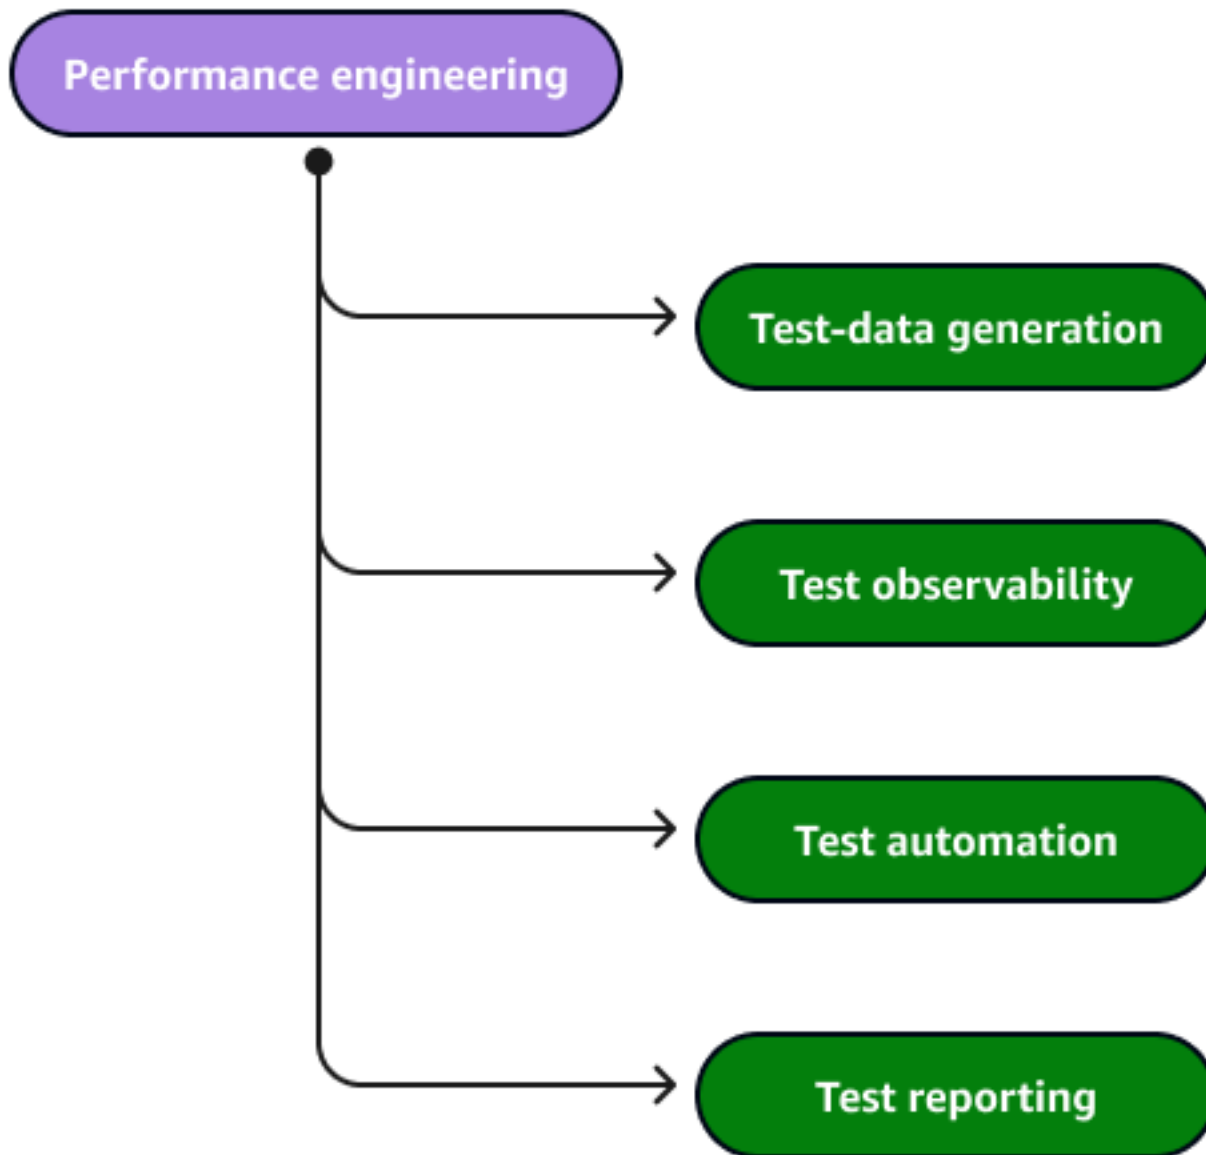 Performance engineering
Test-data generation
Test observability
Test automation
Test reporting